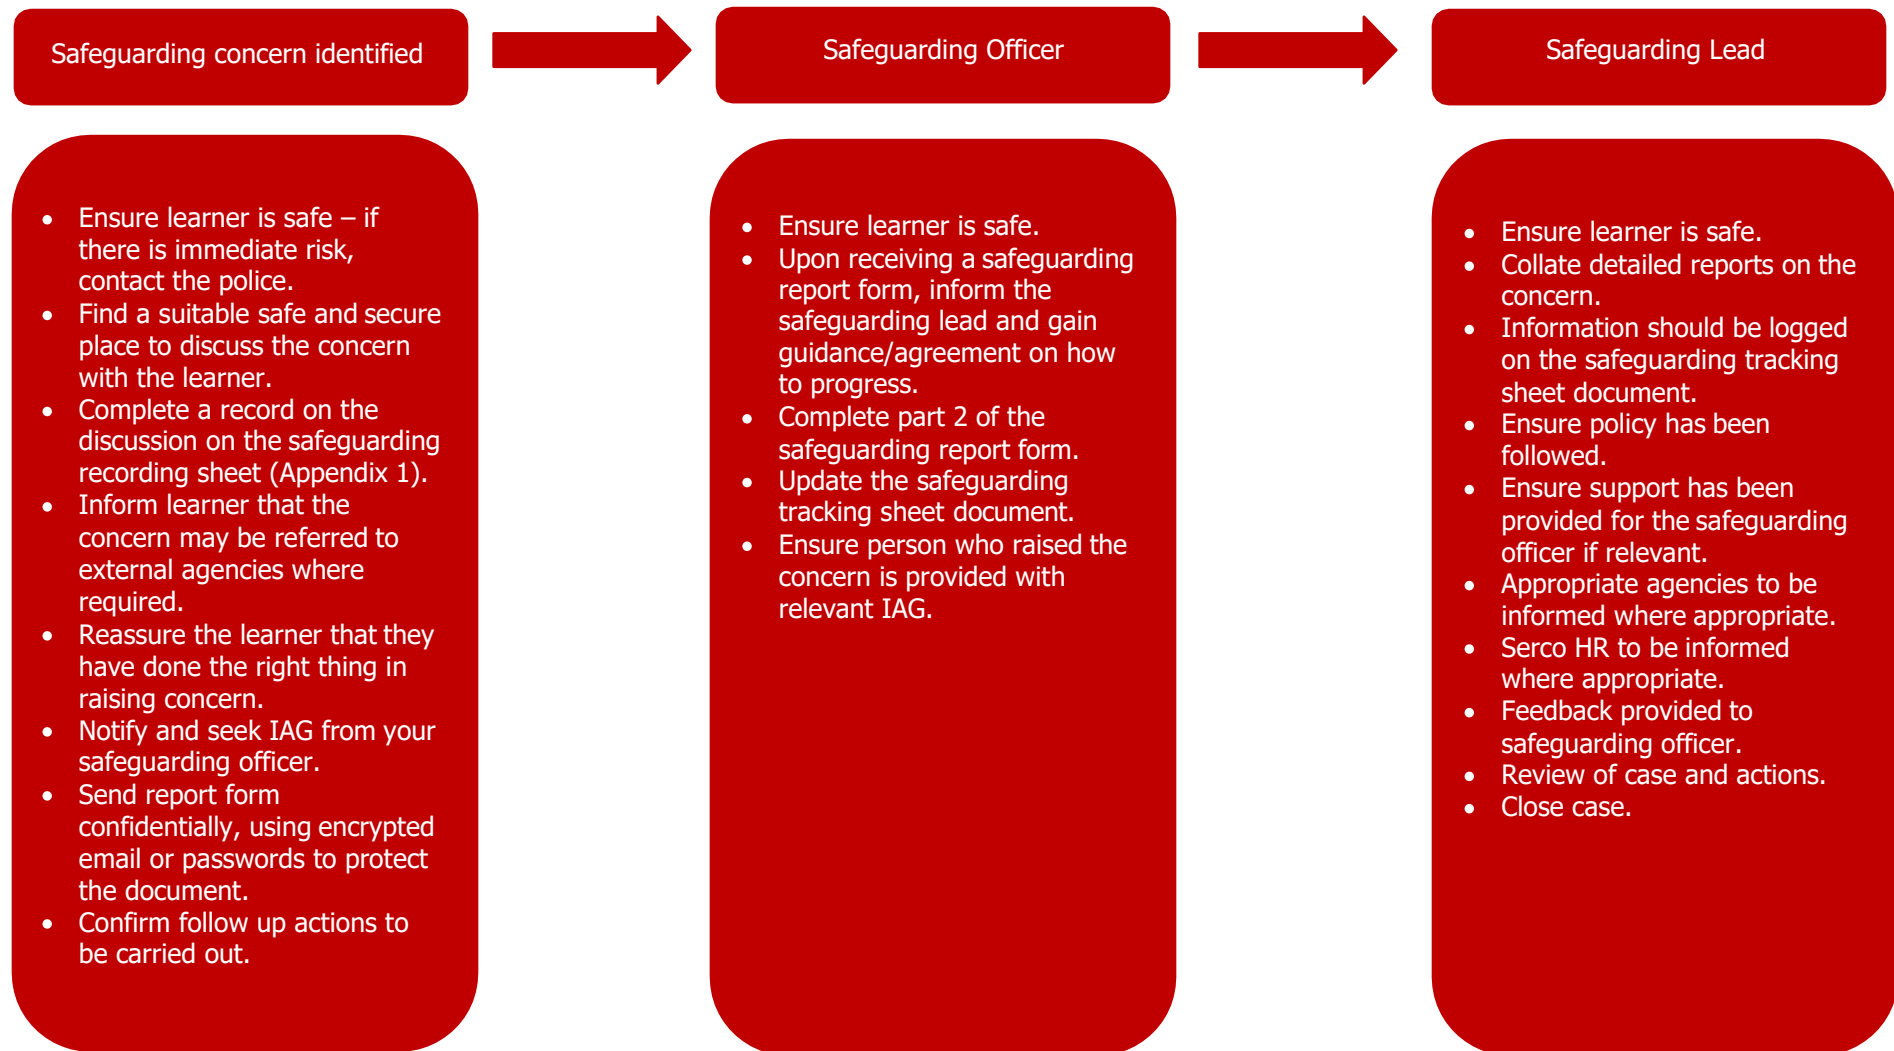 Safeguarding concern identified
Safeguarding Officer
Safeguarding Lead
• Ensure learner is safe – if
there is immediate risk,
contact the police.
• Find a suitable safe and secure
place to discuss the concern
with the learner.
• Complete a record on the
discussion on the safeguarding
recording sheet (Appendix 1).
• Inform learner that the
concern may be referred to
external agencies where
required.
• Reassure the learner that they
have done the right thing in
raising concern.
• Notify and seek IAG from your
safeguarding officer.
• Send report form
confidentially, using encrypted
email or passwords to protect
the document.
• Confirm follow up actions to
be carried out.
• Ensure learner is safe.
• Upon receiving a safeguarding
report form, inform the
safeguarding lead and gain
guidance/agreement on how
to progress.
• Complete part 2 of the
safeguarding report form.
• Update the safeguarding
tracking sheet document.
• Ensure person who raised the
concern is provided with
relevant IAG.
• Ensure learner is safe.
• Collate detailed reports on the
concern.
• Information should be logged
on the safeguarding tracking
sheet document.
• Ensure policy has been
followed.
• Ensure support has been
provided for the safeguarding
officer if relevant.
• Appropriate agencies to be
informed where appropriate.
• Serco HR to be informed
where appropriate.
• Feedback provided to
safeguarding officer.
• Review of case and actions.
• Close case.